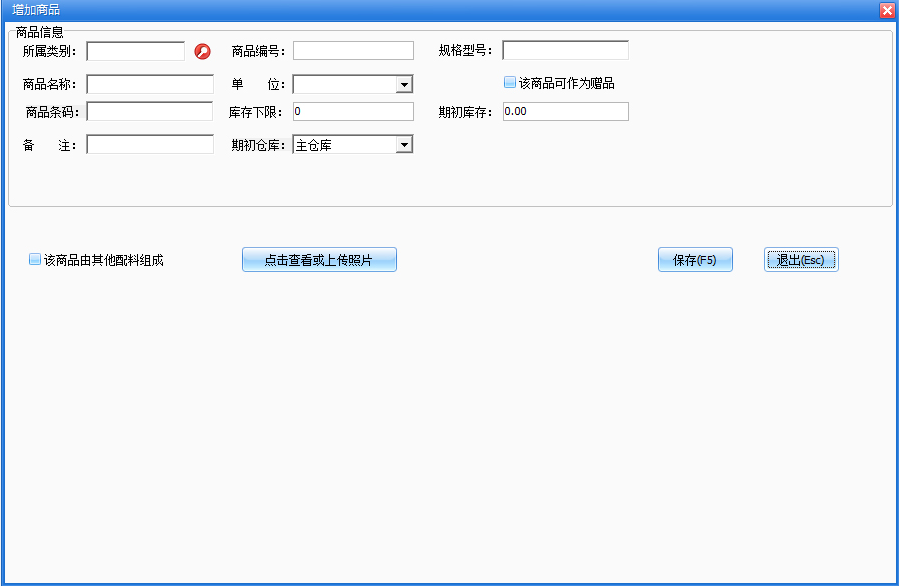 增加商品
商品信息
所属类别： 商品编号： 规格型号：
商品名称： 单 位： 该商品可作为赠品
商品条码： 库存下限： 0 期初库存： 0.00
备 注： 期初仓库： 主仓库
该商品由其他配料组成 点击查看或上传照片 保存(F5) 退出(Esc)